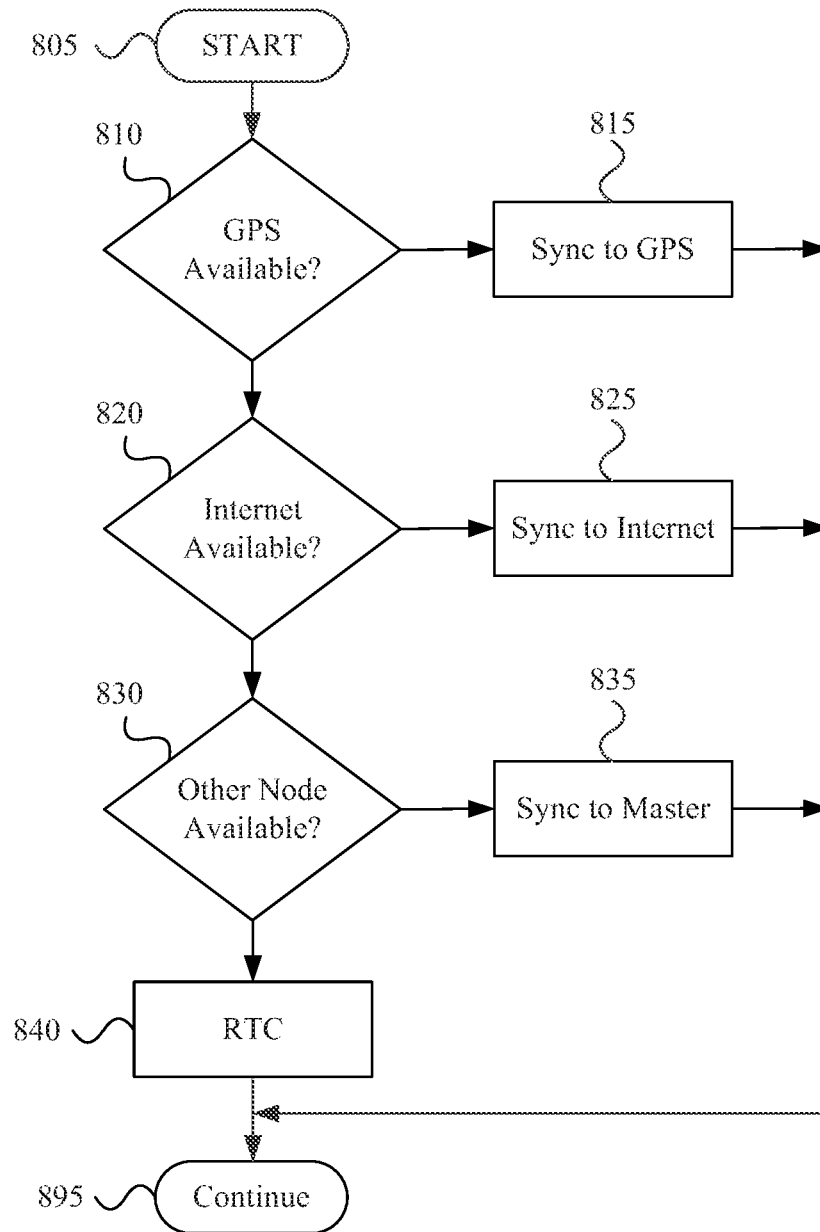 805
START
810
815
GPS
Available?
Sync to GPS
820
825
Internet
Available?
Sync to Internet
830
835
Other Node
Available?
Sync to Master
840
RTC
895
Continue